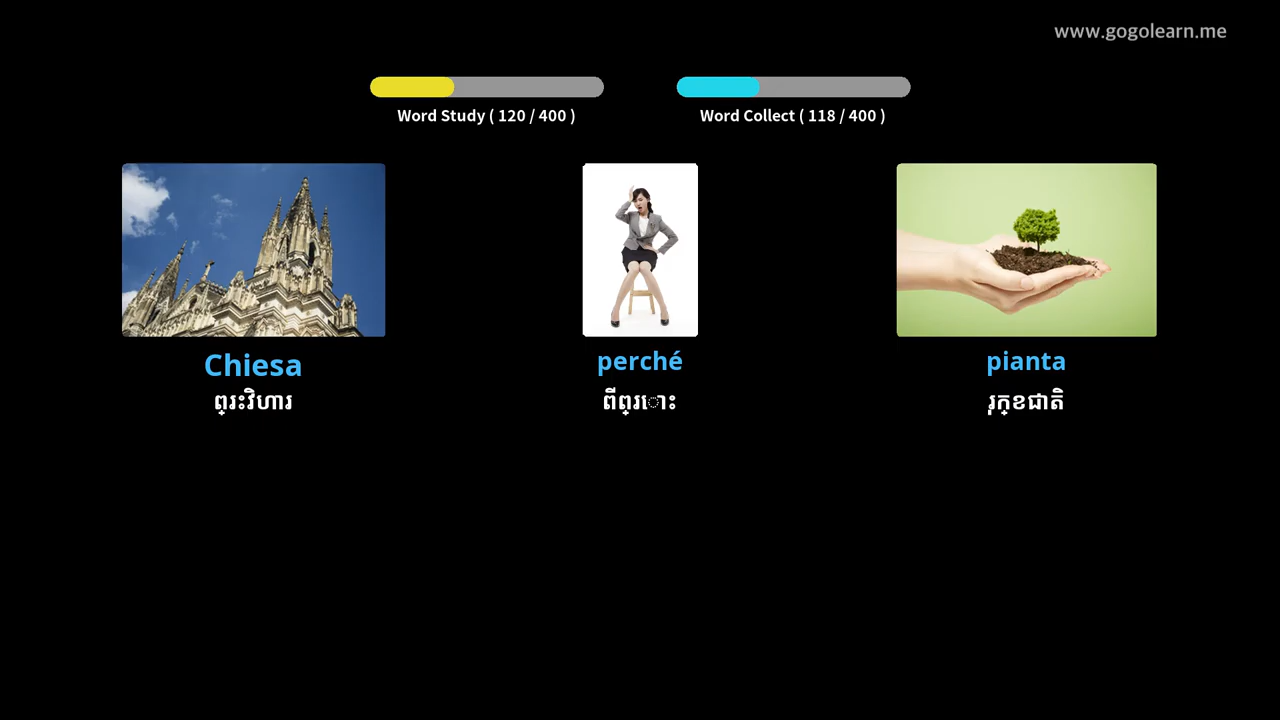 www.gogolearn.me
Word Study ( 120 / 400 )
Word Collect ( 118 / 400 )
Chiesa
perché
pianta
ព្រះវិហារ
ពីព្រោះ
រុក្ខជាតិ